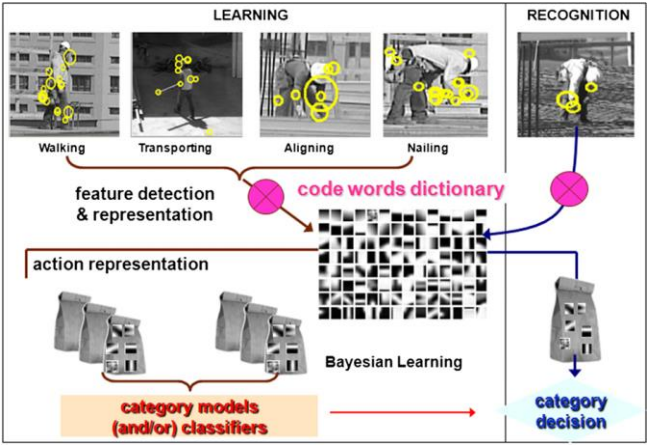 LEARNING
RECOGNITION
Walking
Transporting
Aligning
Nailing
feature detection
& representation
code words dictionary
action representation
Bayesian Learning
category models
(and/or) classifiers
category
decision